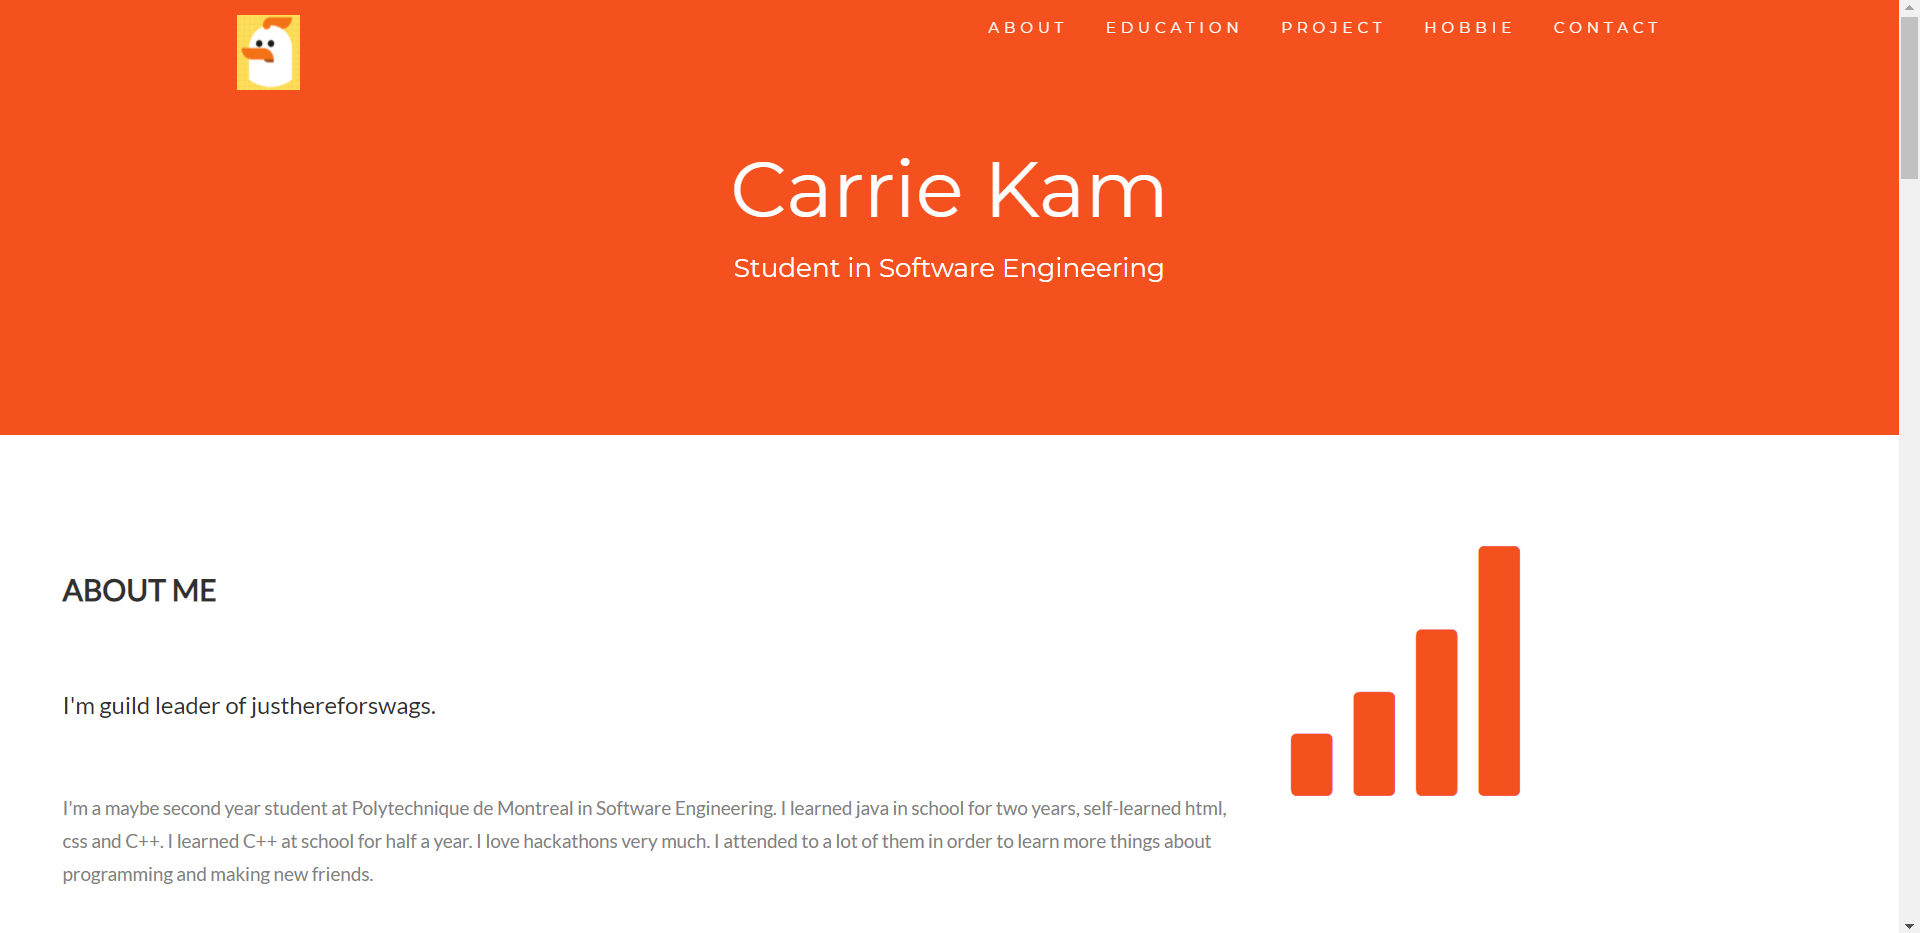 ABOUT EDUCATION PROJECT HOBBIE CONTACT
Carrie Kam
Student in Software Engineering
ABOUT ME
I'm guild leader of justhereforswags.
I'm a maybe second year student at Polytechnique de Montreal in Software Engineering. I learned java in school for two years, self-learned html,
css and C++. I learned C++ at school for half a year. I love hackathons very much. I attended to a lot of them in order to learn more things about
programming and making new friends.